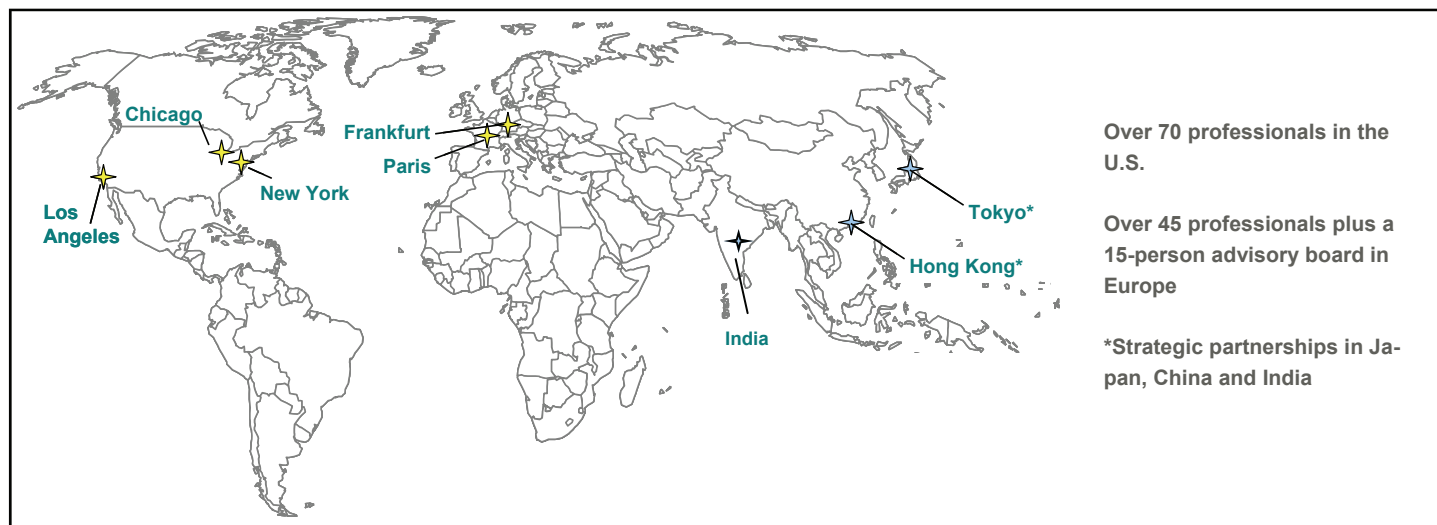 Chicago
Frankfurt
Paris
New York
Los
Angeles
Tokyo*
Hong Kong*
India
Over 70 professionals in the
U.S.
Over 45 professionals plus a
15-person advisory board in
Europe
*Strategic partnerships in Ja-
pan, China and India